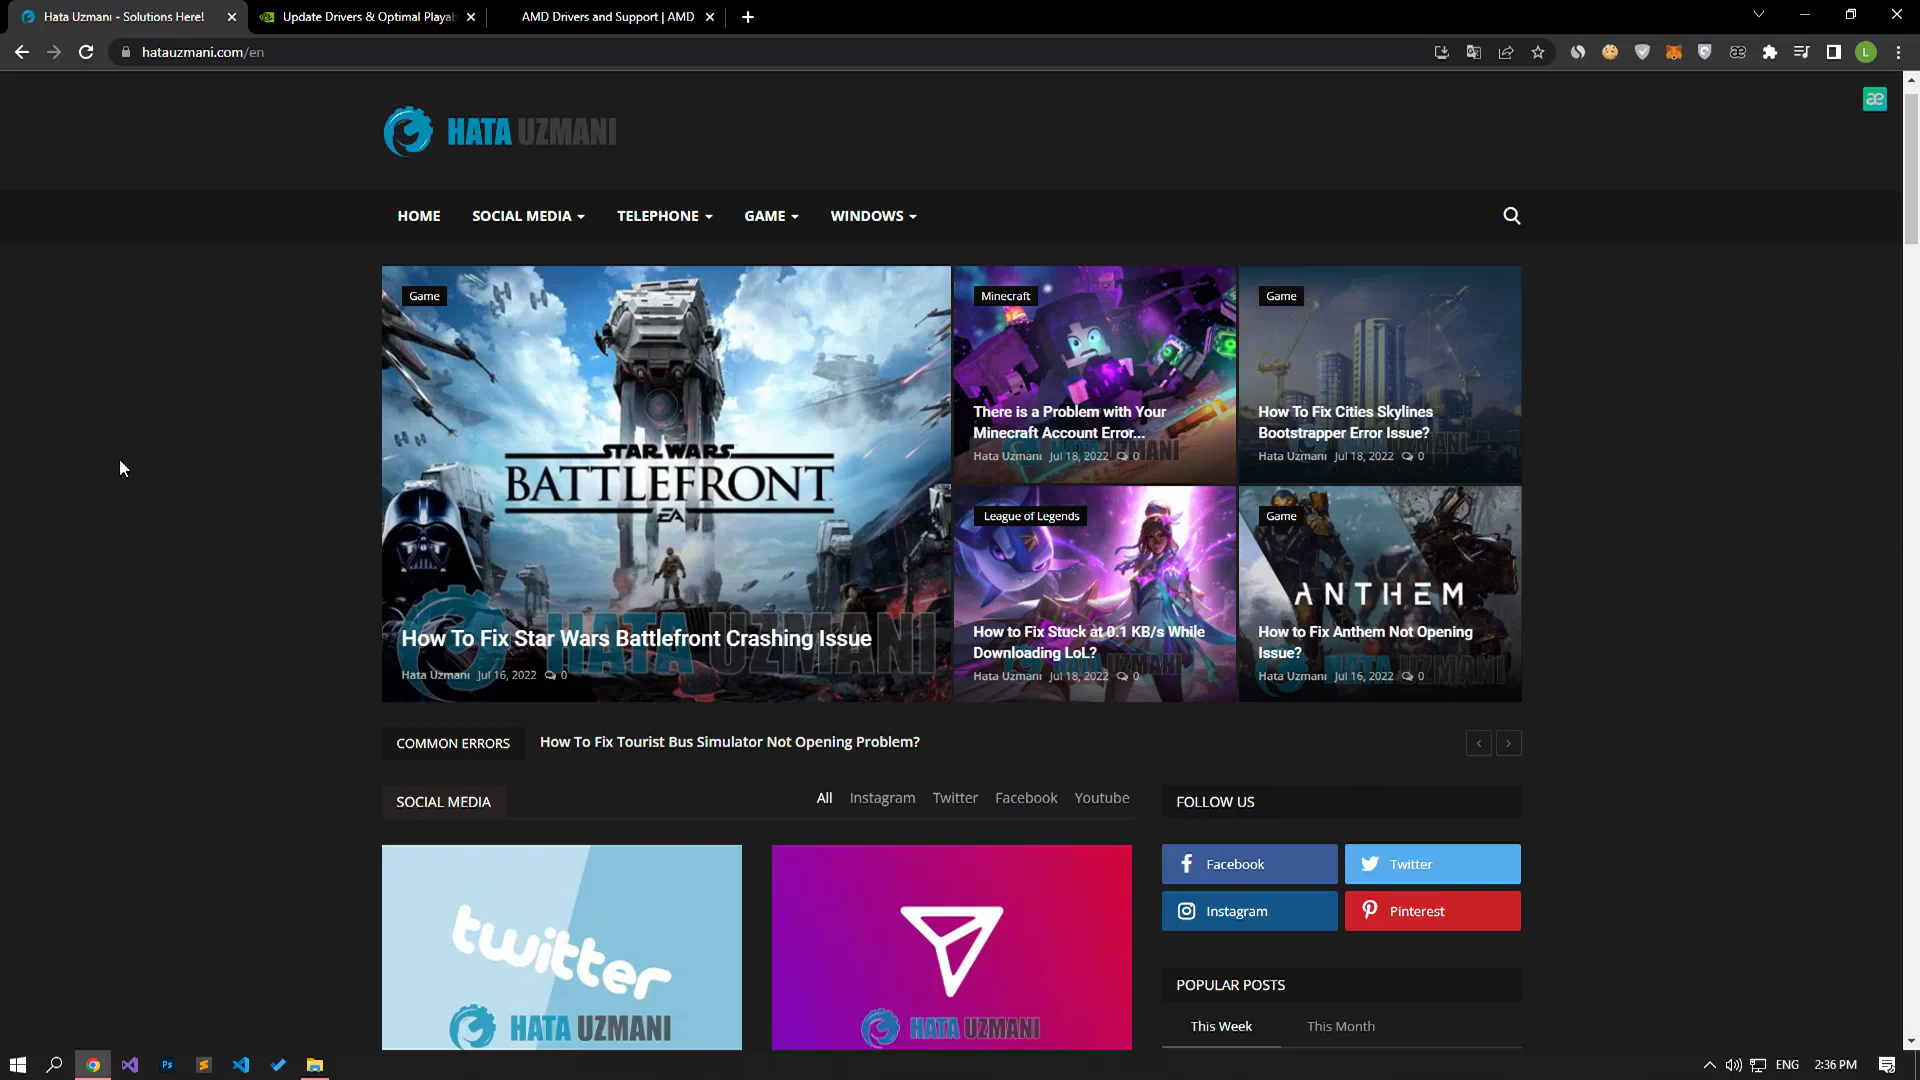 Hata Uzmanı - Solutions Here!
Update Drivers & Optimal Playab
AMD Drivers and Support | AMD
hatauzmani.com/en
L
æ
HATA UZMANI
HOME
SOCIAL MEDIA
TELEPHONE
GAME
WINDOWS
Game
STAR WARS
BATTLEFRONT
EA
HATA UZMANI
How To Fix Star Wars Battlefront Crashing Issue
Hata Uzmanı Jul 16, 2022 0
Minecraft
There is a Problem with Your
Minecraft Account Error...
Hata Uzmanı Jul 18, 2022 0
Game
How To Fix Cities Skylines
Bootstrapper Error Issue?
Hata Uzmanı Jul 18, 2022 0
League of Legends
How to Fix Stuck at 0.1 KB/s While
Downloading LoL?
Hata Uzmanı Jul 18, 2022 0
Game
ANTHEM
How to Fix Anthem Not Opening
Issue?
Hata Uzmanı Jul 16, 2022 0
COMMON ERRORS
How To Fix Tourist Bus Simulator Not Opening Problem?
SOCIAL MEDIA
All
Instagram
Twitter
Facebook
Youtube
twitter
HATA UZMANI
HATA UZMANI
FOLLOW US
Facebook
Twitter
Instagram
Pinterest
POPULAR POSTS
This Week
This Month
Ps
ENG
2:36 PM